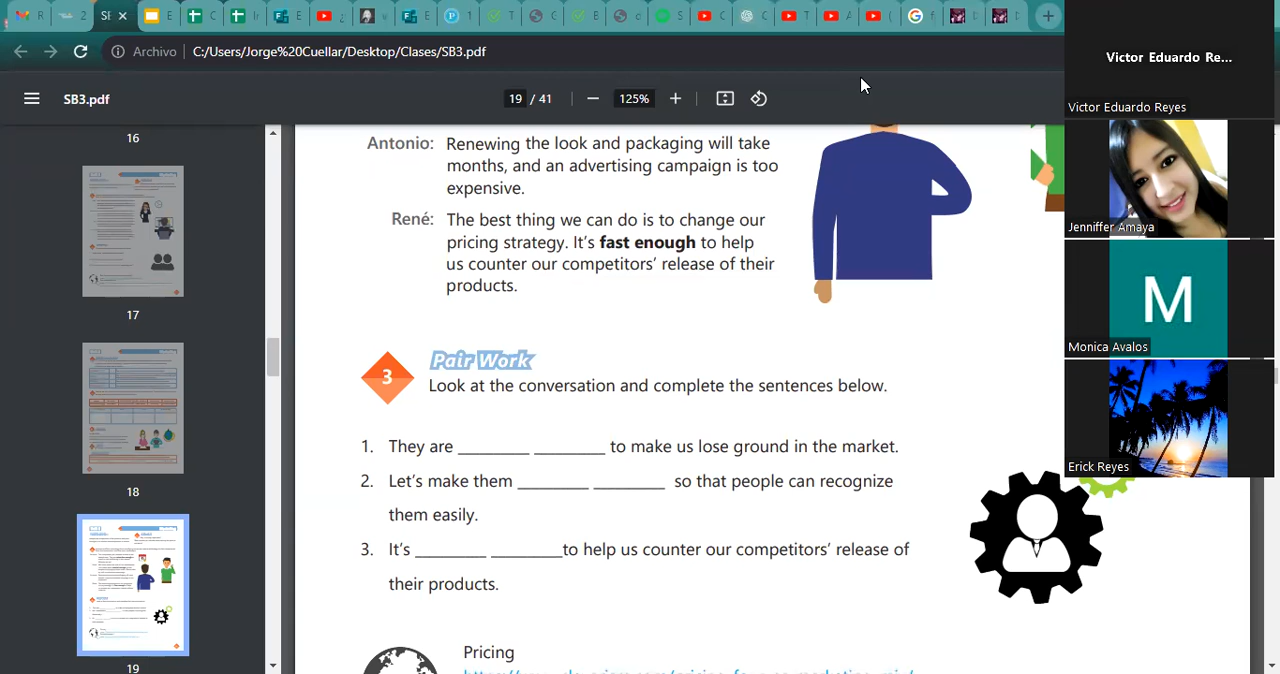 Archivo
C:/Users/Jorge%20Cuellar/Desktop/Clases/SB3.pdf
SB3.pdf
19 / 41
125%
16
17
18
19
Antonio: Renewing the look and packaging will take
months, and an advertising campaign is too
expensive.
René: The best thing we can do is to change our
pricing strategy. It's fast enough to help
us counter our competitors' release of their
products.
3
Pair Work
Look at the conversation and complete the sentences below.
1. They are ________ ________ to make us lose ground in the market.
2. Let's make them ________ ________ so that people can recognize
them easily.
3. It's ________ ________to help us counter our competitors' release of
their products.
Pricing
Victor Eduardo Re...
Victor Eduardo Reyes
Jenniffer Amaya
M
Monica Avalos
Erick Reyes